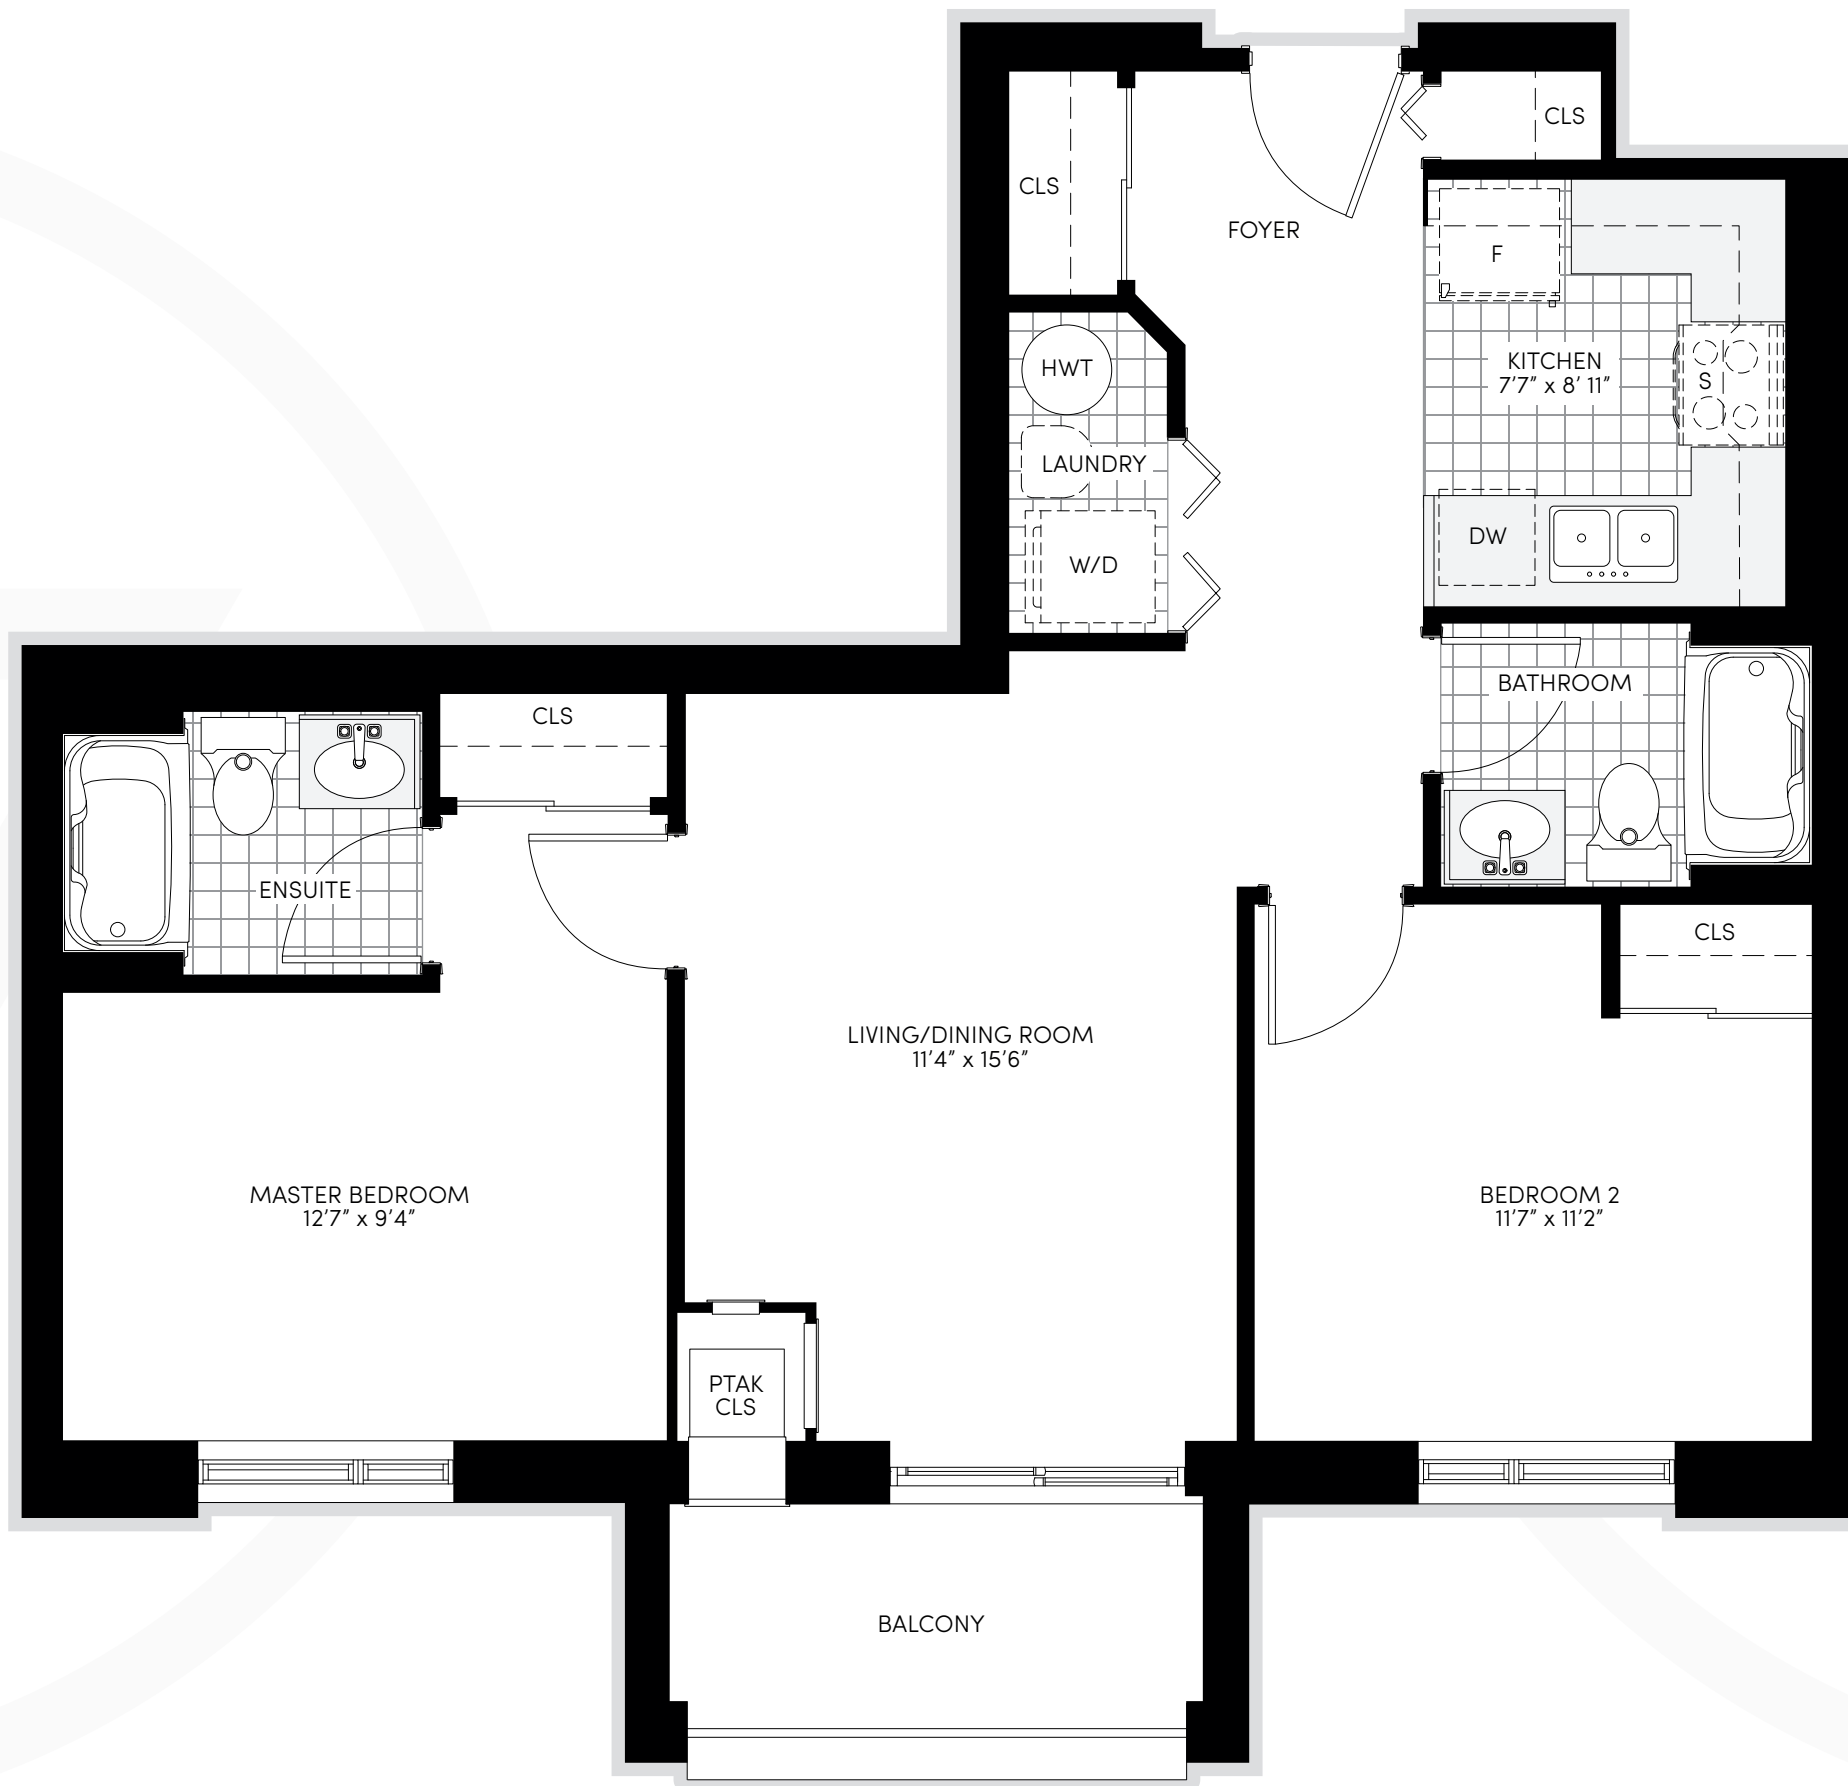 CLS
CLS
FOYER
F
KITCHEN
7'7" x 8' 11"
S
HWT
LAUNDRY
W/D
DW
BATHROOM
CLS
ENSUITE
CLS
LIVING/DINING ROOM
11'4" x 15'6"
MASTER BEDROOM
12'7" x 9'4"
BEDROOM 2
11'7" x 11'2"
PTAK
CLS
BALCONY